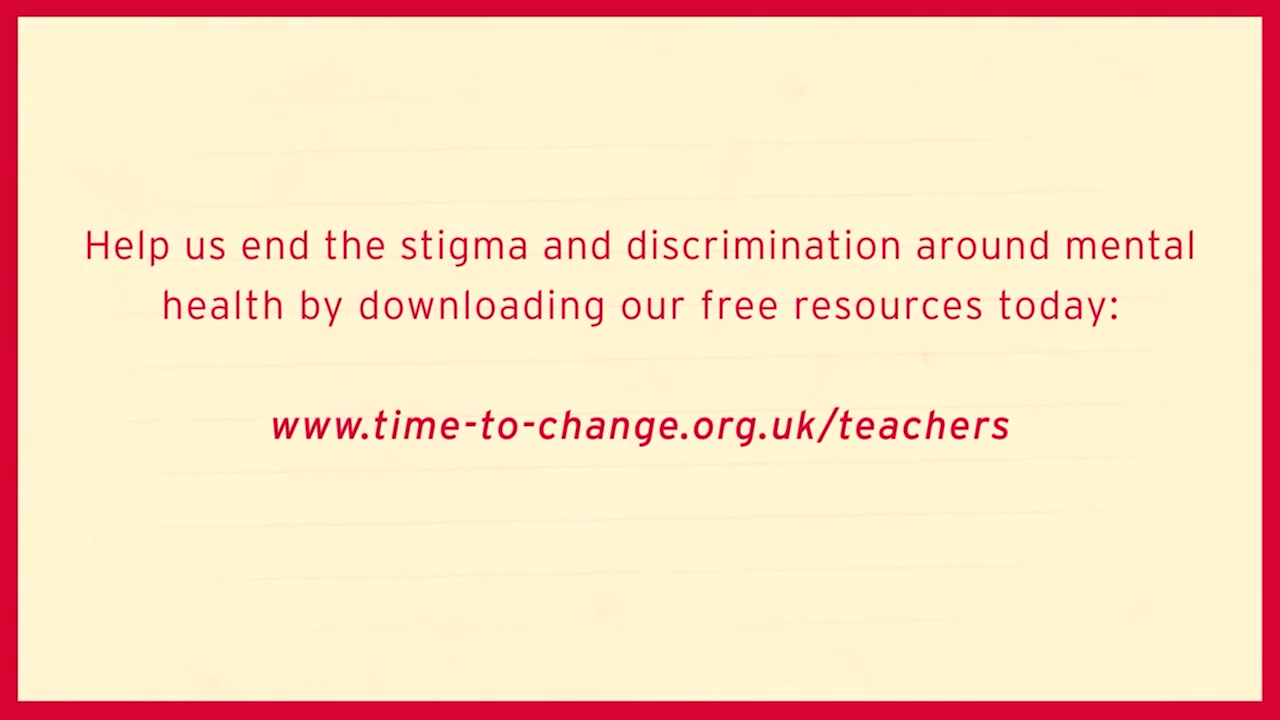 Help us end the stigma and discrimination around mental
health by downloading our free resources today:
www.time-to-change.org.uk/teachers